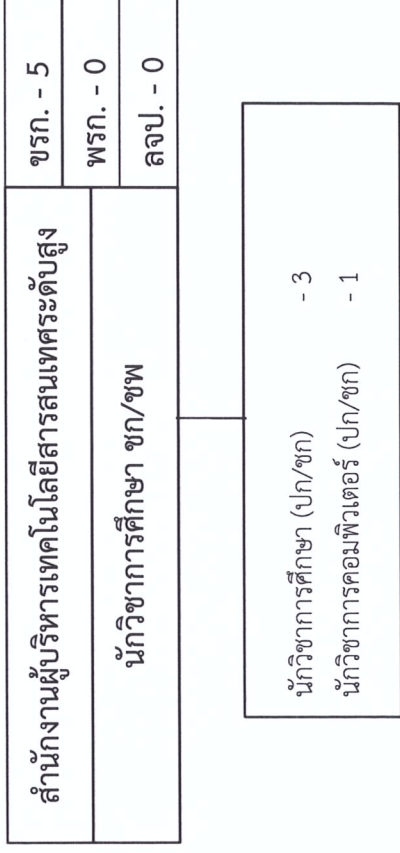 สำนักงานผู้บริหารเทคโนโลยีสารสนเทศระดับสูง
ขรก. - 5
นักวิชาการศึกษา ชก/ชพ
พรก. - 0
ลจป. - 0
นักวิชาการศึกษา (ปก/ชก) - 3
นักวิชาการคอมพิวเตอร์ (ปก/ชก) - 1